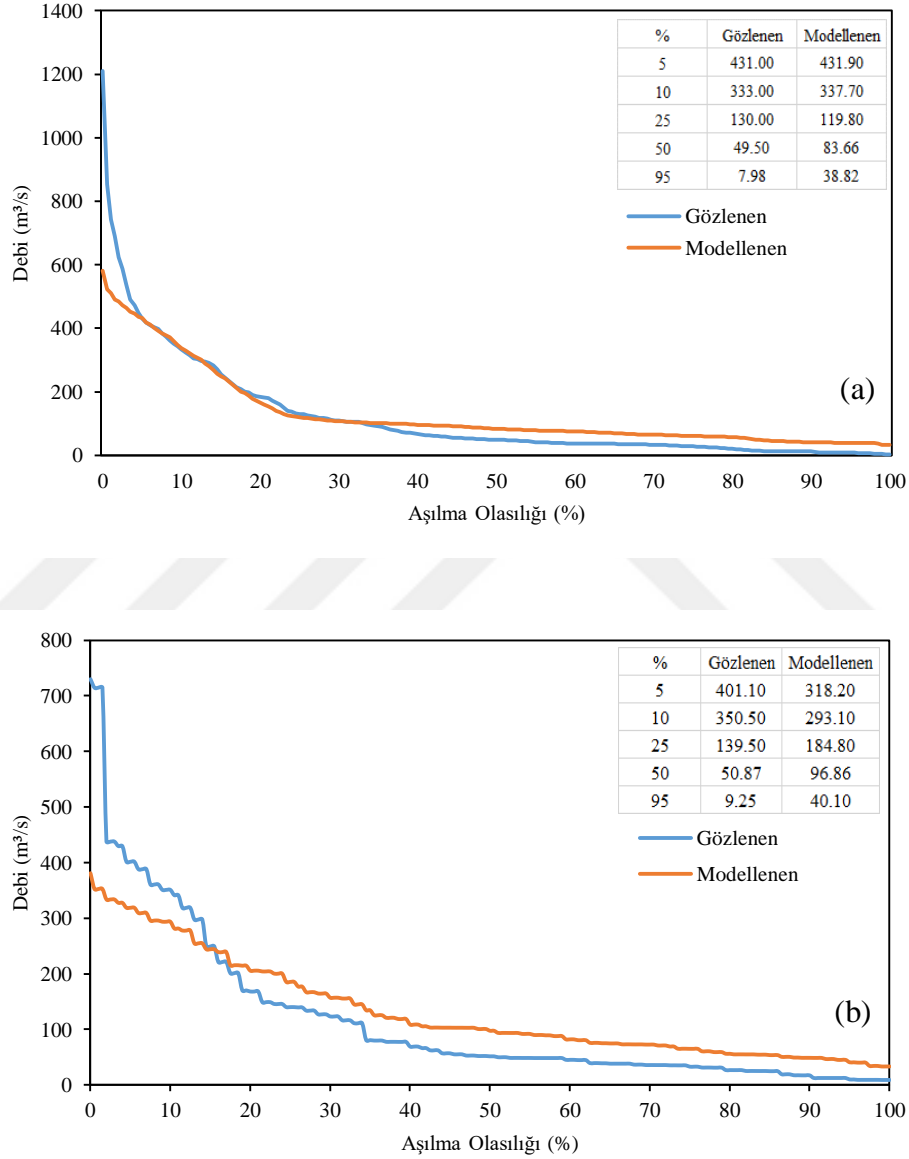 1400
1200
1000
800
600
400
200
0
Debi (m³/s)
% Gözlenen Modellenen
5 431.00 431.90
10 333.00 337.70
25 130.00 119.80
50 49.50 83.66
95 7.98 38.82
Gözlenen
Modellenen
(a)
0 10 20 30 40 50 60 70 80 90 100
Aşılma Olasılığı (%)
800
700
600
500
400
300
200
100
0
Debi (m³/s)
% Gözlenen Modellenen
5 401.10 318.20
10 350.50 293.10
25 139.50 184.80
50 50.87 96.86
95 9.25 40.10
Gözlenen
Modellenen
(b)
0 10 20 30 40 50 60 70 80 90 100
Aşılma Olasılığı (%)